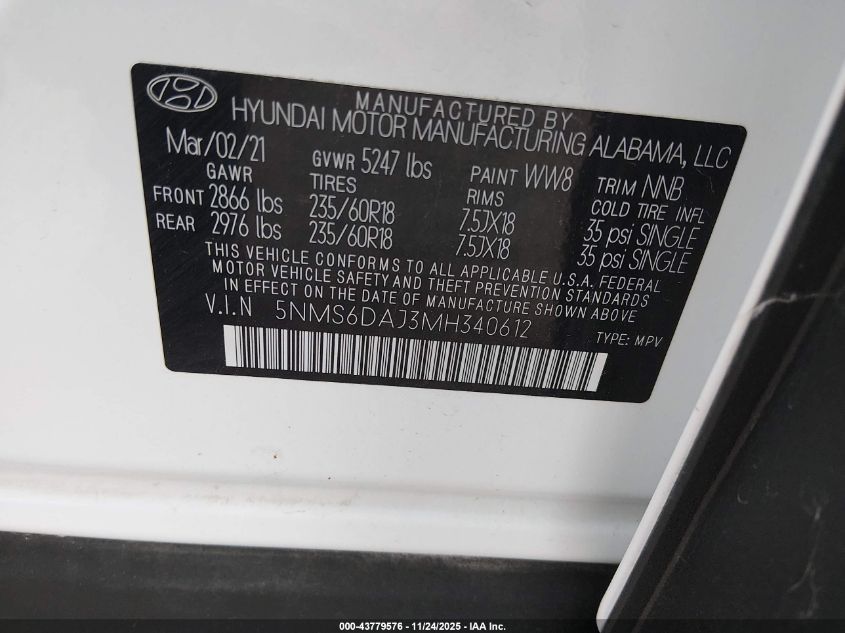 MANUFACTURED BY
HYUNDAI MOTOR MANUFACTURING ALABAMA, LLC
Mar/02/21 GVWR 5247 lbs PAINT WW8 TRIM NNB
GAWR TIRES RIMS COLD TIRE INFL
FRONT 2866 lbs 235/60R18 7.5JX18 35 psi SINGLE
REAR 2976 lbs 235/60R18 7.5JX18 35 psi SINGLE
THIS VEHICLE CONFORMS TO ALL APPLICABLE U.S.A. FEDERAL
MOTOR VEHICLE SAFETY AND THEFT PREVENTION STANDARDS
IN EFFECT ON THE DATE OF MANUFACTURE SHOWN ABOVE
V.I.N 5NMS6DAJ3MH340612 TYPE: MPV
000-43779576 - 11/24/2025 - IAA Inc.